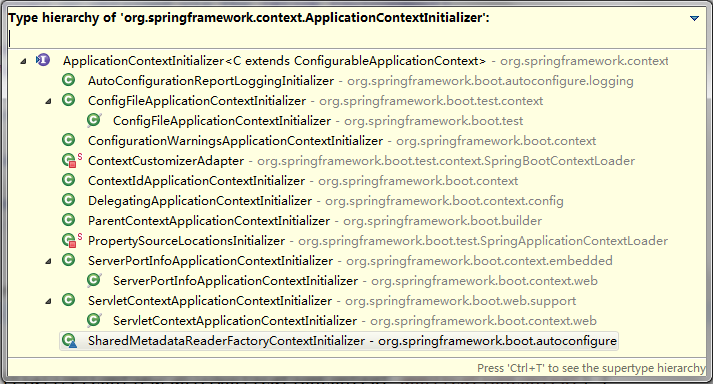 Type hierarchy of 'org.springframework.context.ApplicationContextInitializer':
ApplicationContextInitializer<C extends ConfigurableApplicationContext> - org.springframework.context
AutoConfigurationReportLoggingInitializer - org.springframework.boot.autoconfigure.logging
ConfigFileApplicationContextInitializer - org.springframework.boot.test.context
ConfigFileApplicationContextInitializer - org.springframework.boot.test
ConfigurationWarningsApplicationContextInitializer - org.springframework.boot.context
ContextCustomizerAdapter - org.springframework.boot.test.context.SpringBootContextLoader
ContextIdApplicationContextInitializer - org.springframework.boot.context
DelegatingApplicationContextInitializer - org.springframework.boot.context.config
ParentContextApplicationContextInitializer - org.springframework.boot.builder
PropertySourceLocationsInitializer - org.springframework.boot.test.SpringApplicationContextLoader
ServerPortInfoApplicationContextInitializer - org.springframework.boot.context.embedded
ServerPortInfoApplicationContextInitializer - org.springframework.boot.context.web
ServletContextApplicationContextInitializer - org.springframework.boot.web.support
ServletContextApplicationContextInitializer - org.springframework.boot.context.web
SharedMetadataReaderFactoryContextInitializer - org.springframework.boot.autoconfigure
Press 'Ctrl+T' to see the supertype hierarchy